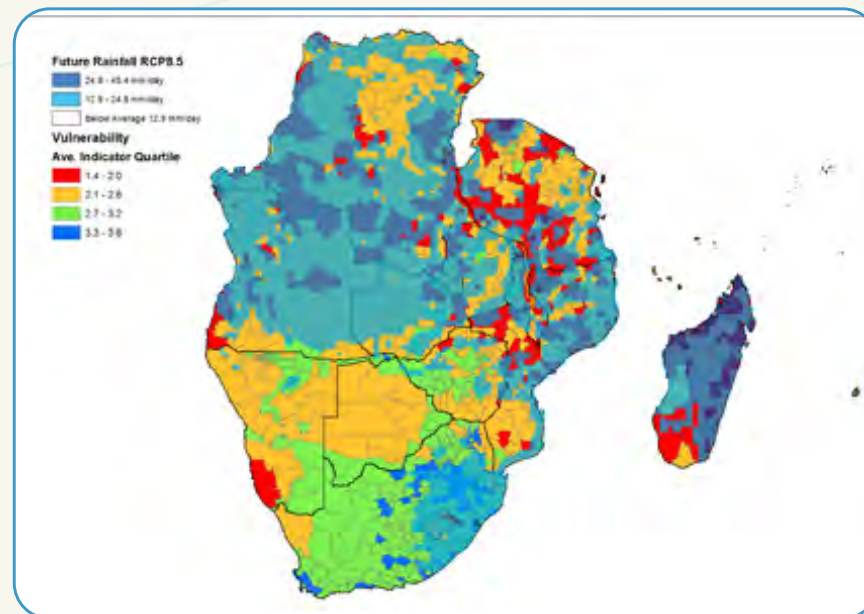 Future Rainfall RCP8.5
24.8 - 45.4 mm/day
12.9 - 24.8 mm/day
Below Average 12.9 mm/day
Vulnerability
Ave. Indicator Quartile
1.4 - 2.0
2.1 - 2.6
2.7 - 3.2
3.3 - 3.8